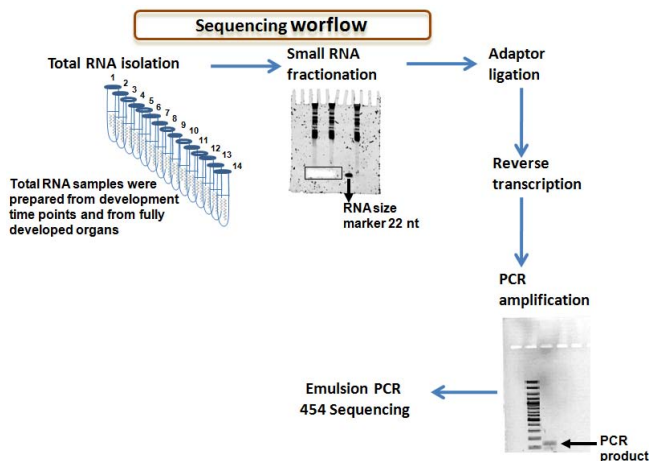 Sequencing worflow
Total RNA isolation
Small RNA
fractionation
Adaptor
ligation
1
2
3
4
5
6
7
8
9
10
11
12
13
14
Total RNA samples were
prepared from development
time points and from fully
developed organs
RNA size
marker 22 nt
Reverse
transcription
PCR
amplification
Emulsion PCR
454 Sequencing
PCR
product